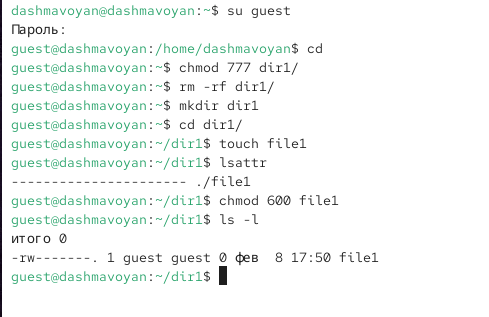 dashmavoyan@dashmavoyan:~$ su guest
Пароль:
guest@dashmavoyan:/home/dashmavoyan$ cd
guest@dashmavoyan:~$ chmod 777 dir1/
guest@dashmavoyan:~$ rm -rf dir1/
guest@dashmavoyan:~$ mkdir dir1
guest@dashmavoyan:~$ cd dir1/
guest@dashmavoyan:~/dir1$ touch file1
guest@dashmavoyan:~/dir1$ lsattr
---------------------- ./file1
guest@dashmavoyan:~/dir1$ chmod 600 file1
guest@dashmavoyan:~/dir1$ ls -l
итого 0
-rw-------. 1 guest guest 0 фев  8 17:50 file1
guest@dashmavoyan:~/dir1$